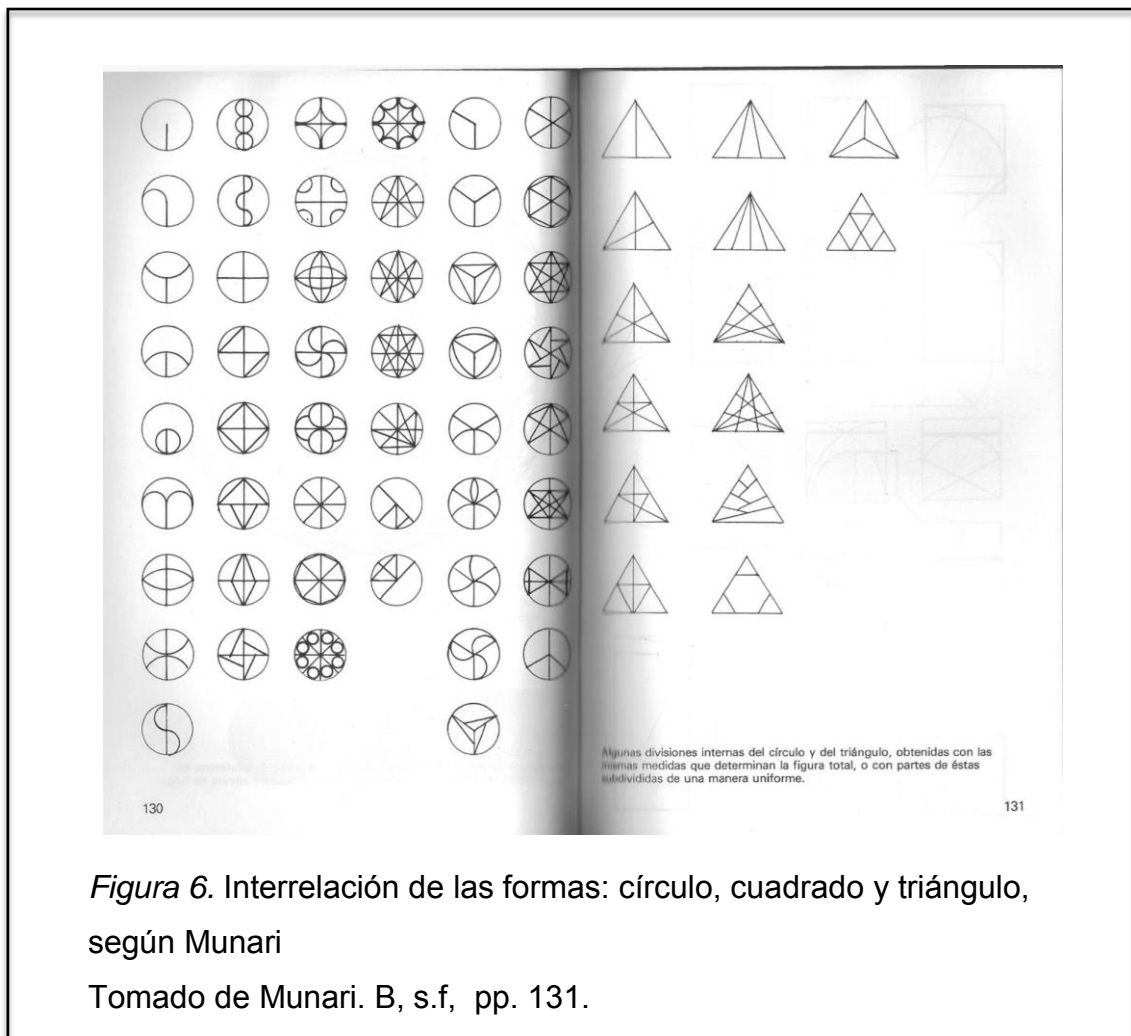 Algunas divisiones internas del círculo y del triángulo, obtenidas con las
mismas medidas que determinan la figura total, o con partes de éstas
subdivididas de una manera uniforme.
130
131
Figura 6. Interrelación de las formas: círculo, cuadrado y triángulo,
según Munari
Tomado de Munari. B, s.f, pp. 131.